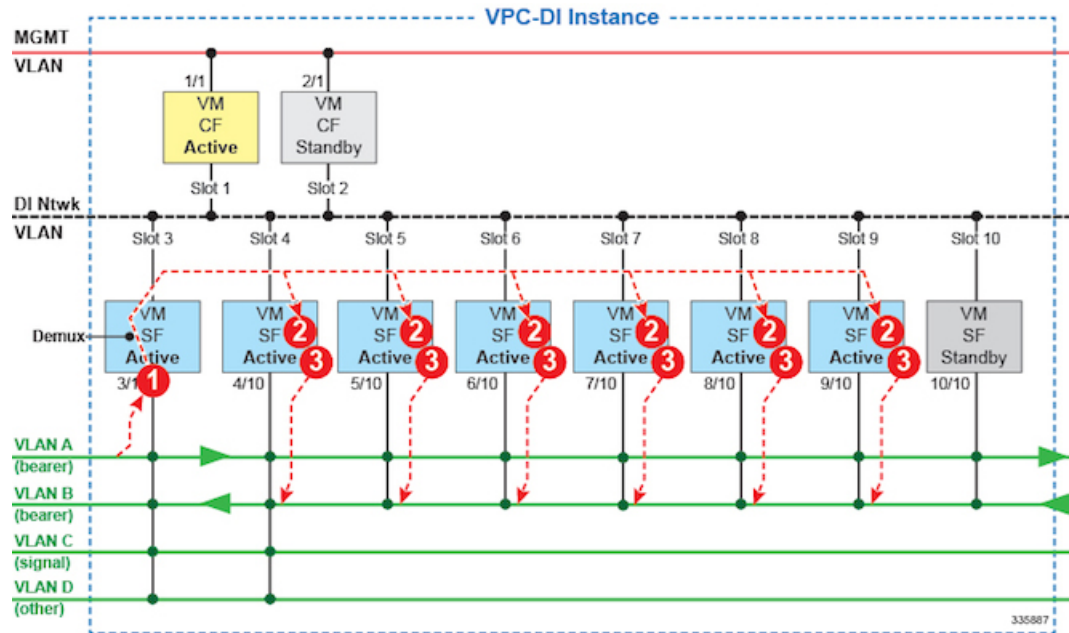 VPC-DI Instance
MGMT
VLAN
1/1
2/1
VM
CF
Active
VM
CF
Standby
Slot 1
Slot 2
DI Ntwk
VLAN
Slot 3
Slot 4
Slot 5
Slot 6
Slot 7
Slot 8
Slot 9
Slot 10
Demux
VM
SF
Active
VM
SF
Active
VM
SF
Active
VM
SF
Active
VM
SF
Active
VM
SF
Active
VM
SF
Active
VM
SF
Standby
1
2
3
2
3
2
3
2
3
2
3
2
3
4/10
5/10
6/10
7/10
8/10
9/10
10/10
VLAN A
(bearer)
VLAN B
(bearer)
VLAN C
(signal)
VLAN D
(other)
335887